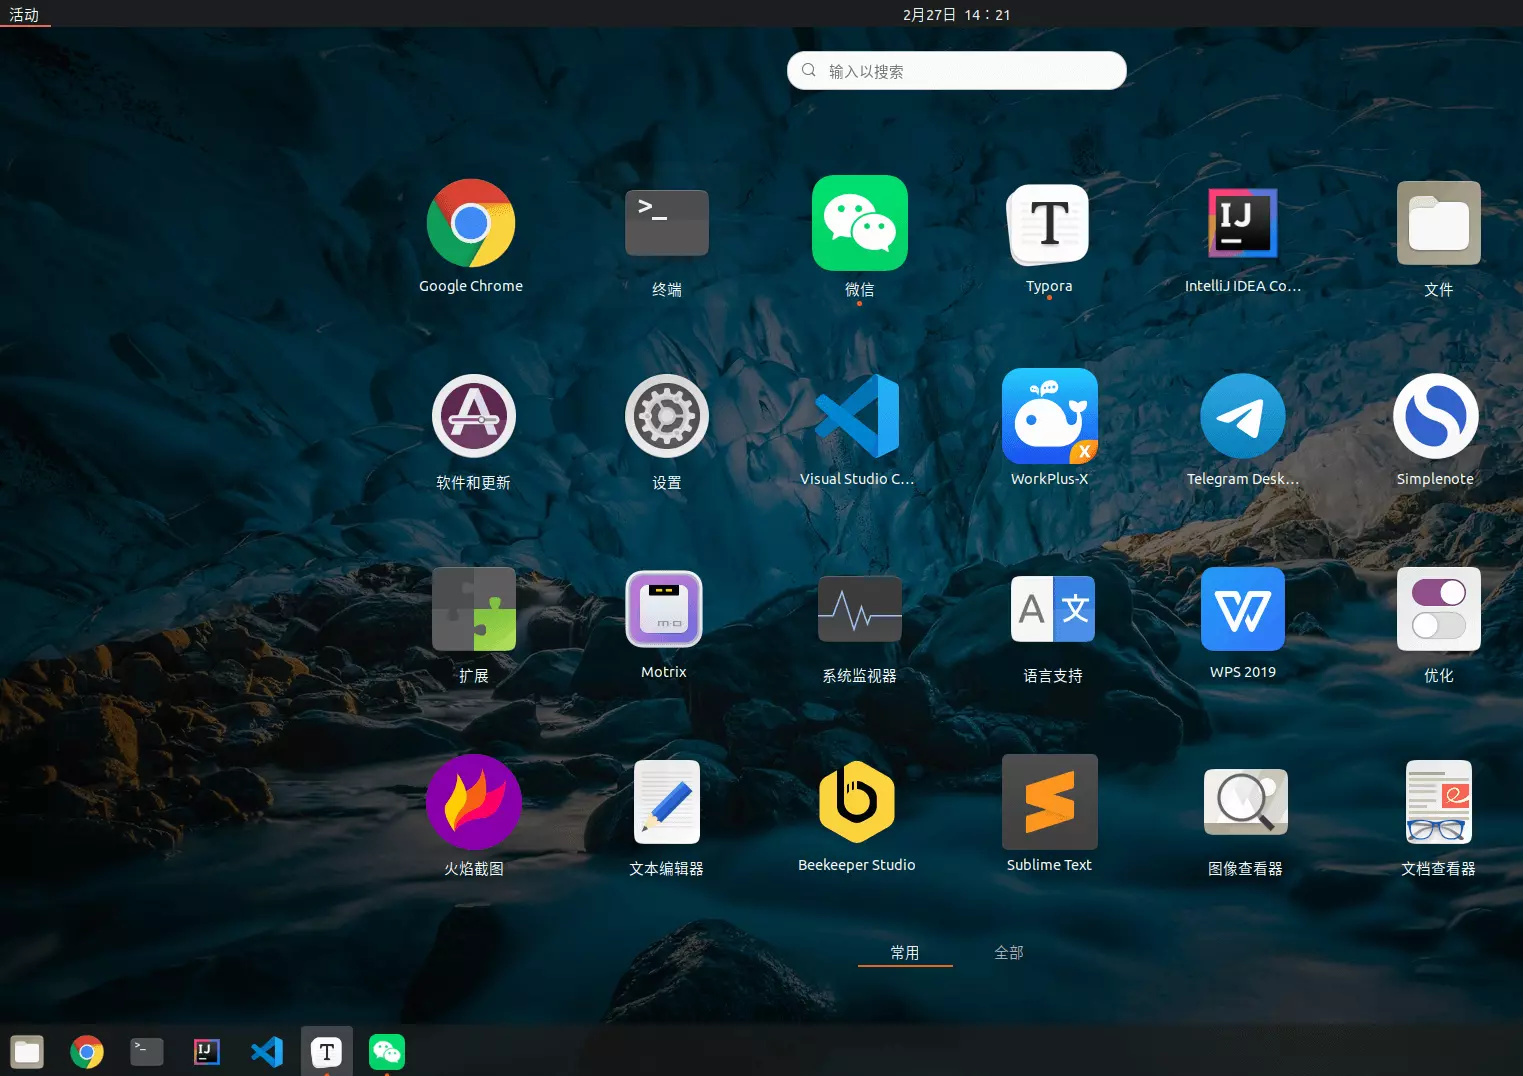 活动
2月27日 14：21
输入以搜索
Google Chrome
终端
微信
Typora
IntelliJ IDEA Co...
文件
软件和更新
设置
Visual Studio C...
WorkPlus-X
Telegram Desk...
Simplenote
扩展
Motrix
系统监视器
语言支持
WPS 2019
优化
火焰截图
文本编辑器
Beekeeper Studio
Sublime Text
图像查看器
文档查看器
常用
全部